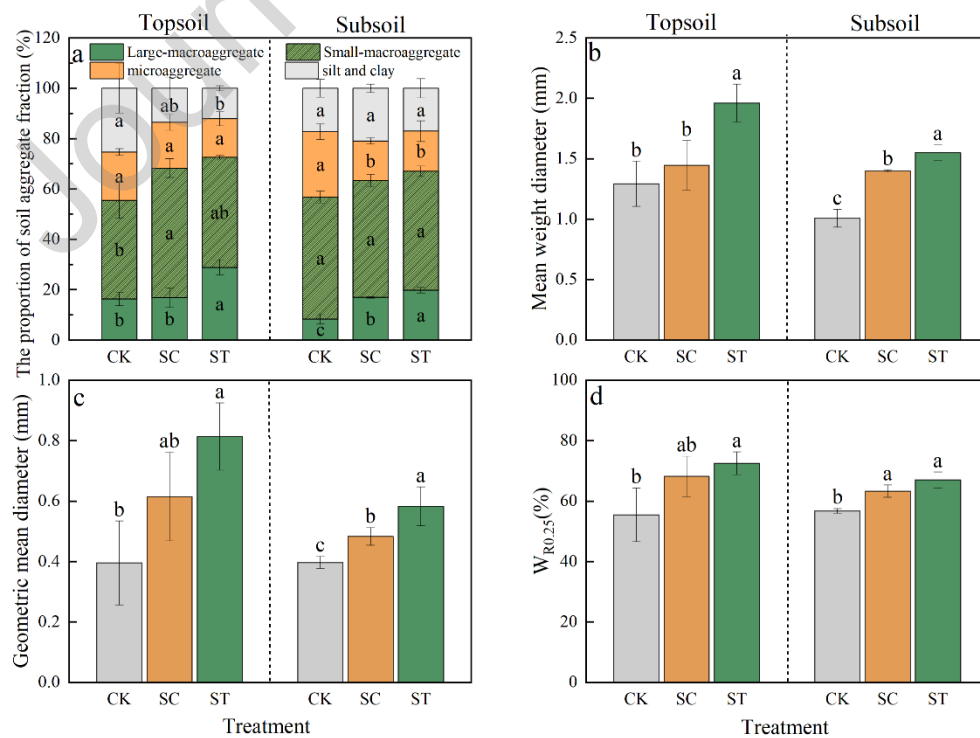 Topsoil
Subsoil
a
Large-macroaggregate
Small-macroaggregate
microaggregate
silt and clay
The proportion of soil aggregate fraction (%)
120
100
80
60
40
20
0
a
ab
b
a
a
a
b
a
ab
b
b
a
a
a
a
a
b
b
a
a
a
c
b
a
CK
SC
ST
CK
SC
ST
Topsoil
Subsoil
b
Mean weight diameter (mm)
2.5
2.0
1.5
1.0
0.5
0.0
b
b
a
c
b
a
CK
SC
ST
CK
SC
ST
c
Geometric mean diameter (mm)
1.0
0.8
0.6
0.4
0.2
0.0
b
ab
a
c
b
a
CK
SC
ST
CK
SC
ST
Treatment
d
W_R0.25(%)
100
80
60
40
20
0
b
ab
a
b
a
a
CK
SC
ST
CK
SC
ST
Treatment
Journ